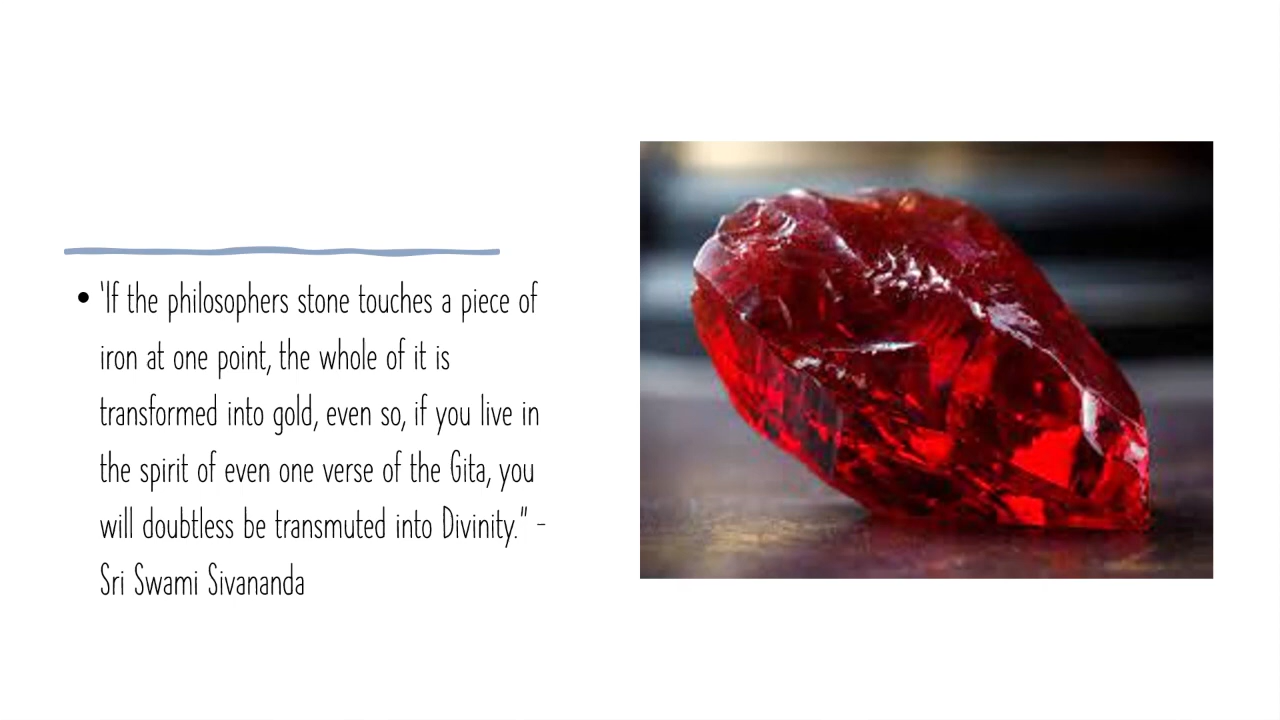 • 'If the philosophers stone touches a piece of
iron at one point, the whole of it is
transformed into gold, even so, if you live in
the spirit of even one verse of the Gita, you
will doubtless be transmuted into Divinity." -
Sri Swami Sivananda